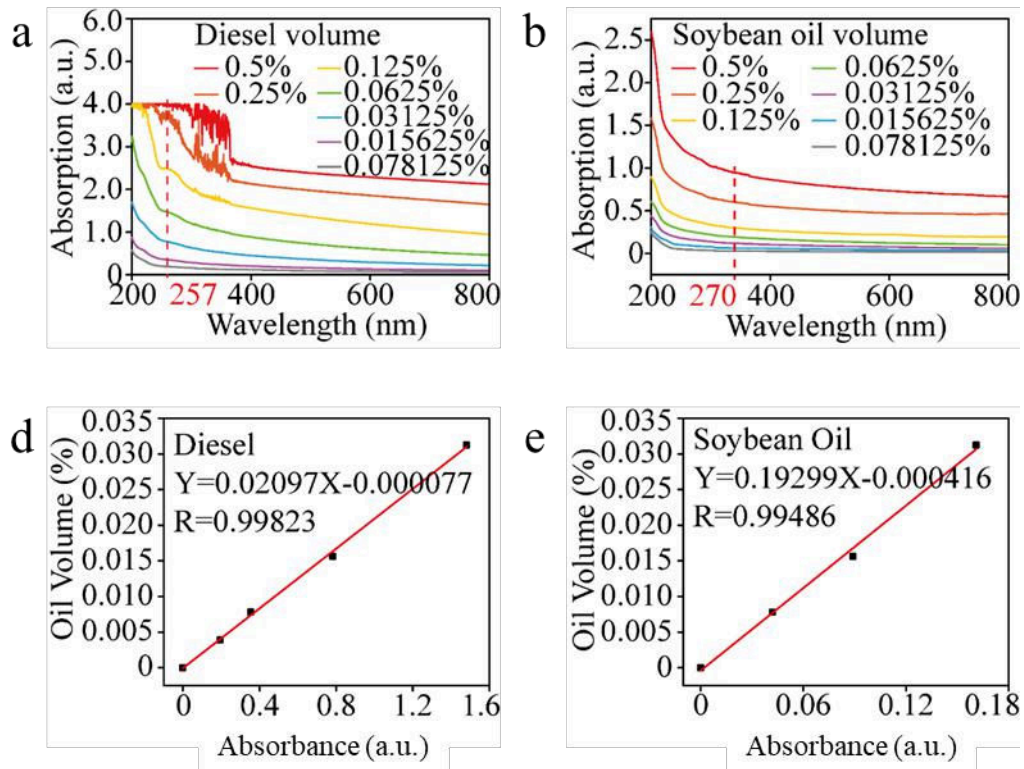 a
Diesel volume
0.5%
0.25%
0.125%
0.0625%
0.03125%
0.015625%
0.078125%
6.0
5.0
4.0
3.0
2.0
1.0
0
Absorption (a.u.)
200 257 400 600 800
Wavelength (nm)
b
Soybean oil volume
0.5%
0.25%
0.125%
0.0625%
0.03125%
0.015625%
0.078125%
2.5
2.0
1.5
1.0
0.5
0
Absorption (a.u.)
200 270 400 600 800
Wavelength (nm)
d
Diesel
Y=0.02097X-0.000077
R=0.99823
0.035
0.030
0.025
0.020
0.015
0.010
0.005
0
Oil Volume (%)
0 0.4 0.8 1.2 1.6
Absorbance (a.u.)
e
Soybean Oil
Y=0.19299X-0.000416
R=0.99486
0.035
0.030
0.025
0.020
0.015
0.010
0.005
0
Oil Volume (%)
0 0.06 0.12 0.18
Absorbance (a.u.)